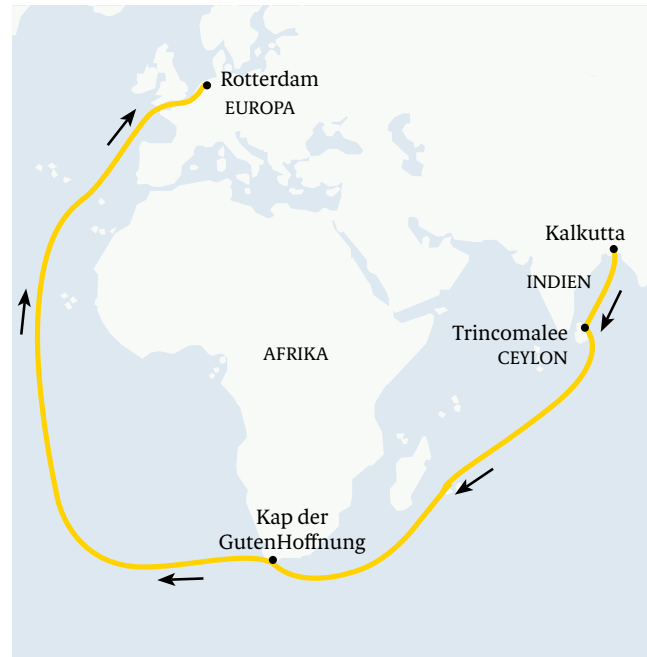 Rotterdam
EUROPA
Kalkutta
INDIEN
Trincomalee
CEYLON
AFRIKA
Kap der
GutenHoffnung